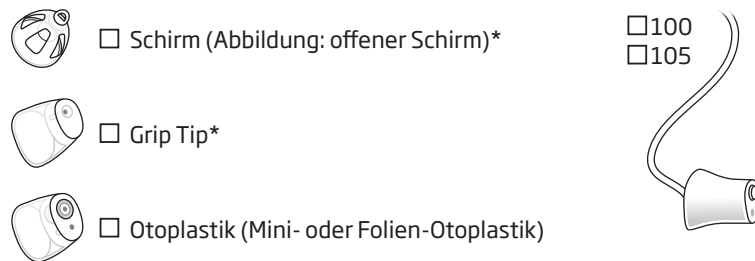 ☐ Schirm (Abbildung: offener Schirm)*
☐ Grip Tip*
☐ Otoplastik (Mini- oder Folien-Otoplastik)
☐100
☐105